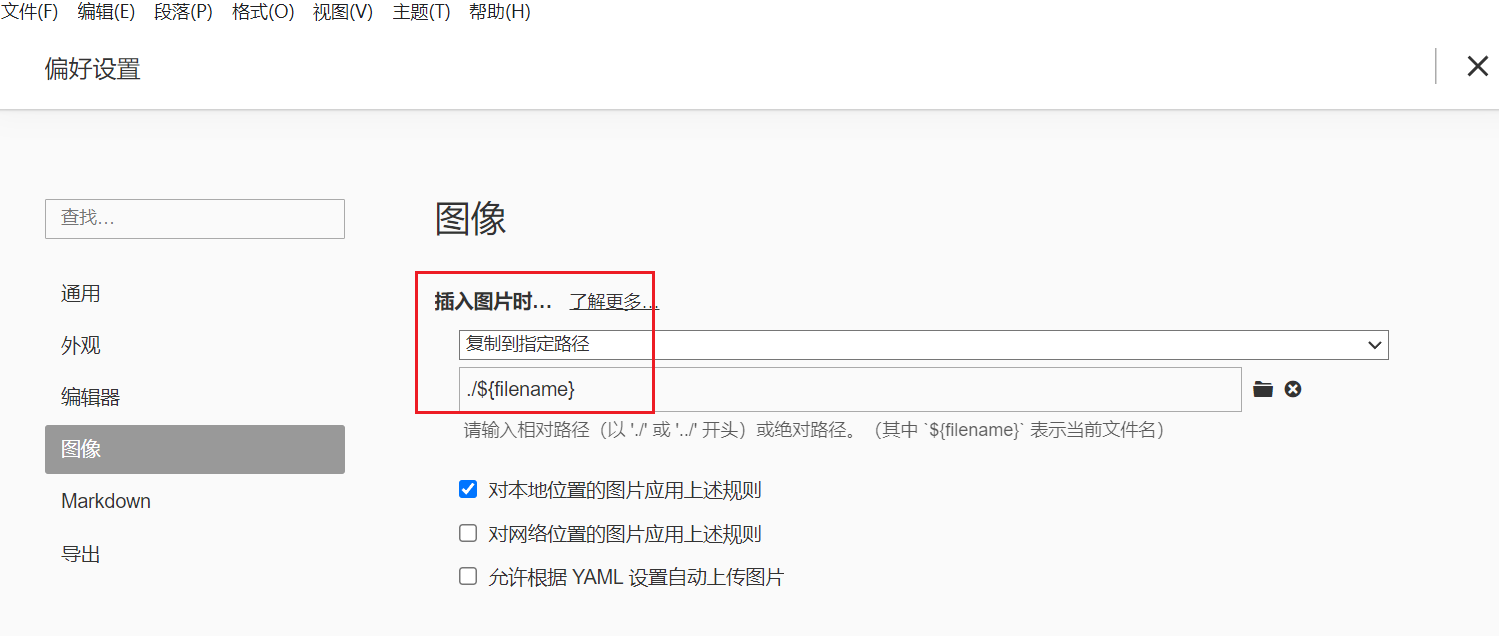 文件(F) 编辑(E) 段落(P) 格式(O) 视图(V) 主题(T) 帮助(H)
偏好设置
查找…
通用
外观
编辑器
图像
Markdown
导出
图像
插入图片时… 了解更多…
复制到指定路径
./${filename}
请输入相对路径（以 './' 或 '../' 开头）或绝对路径。（其中 `${filename}` 表示当前文件名）
对本地位置的图片应用上述规则
对网络位置的图片应用上述规则
允许根据 YAML 设置自动上传图片